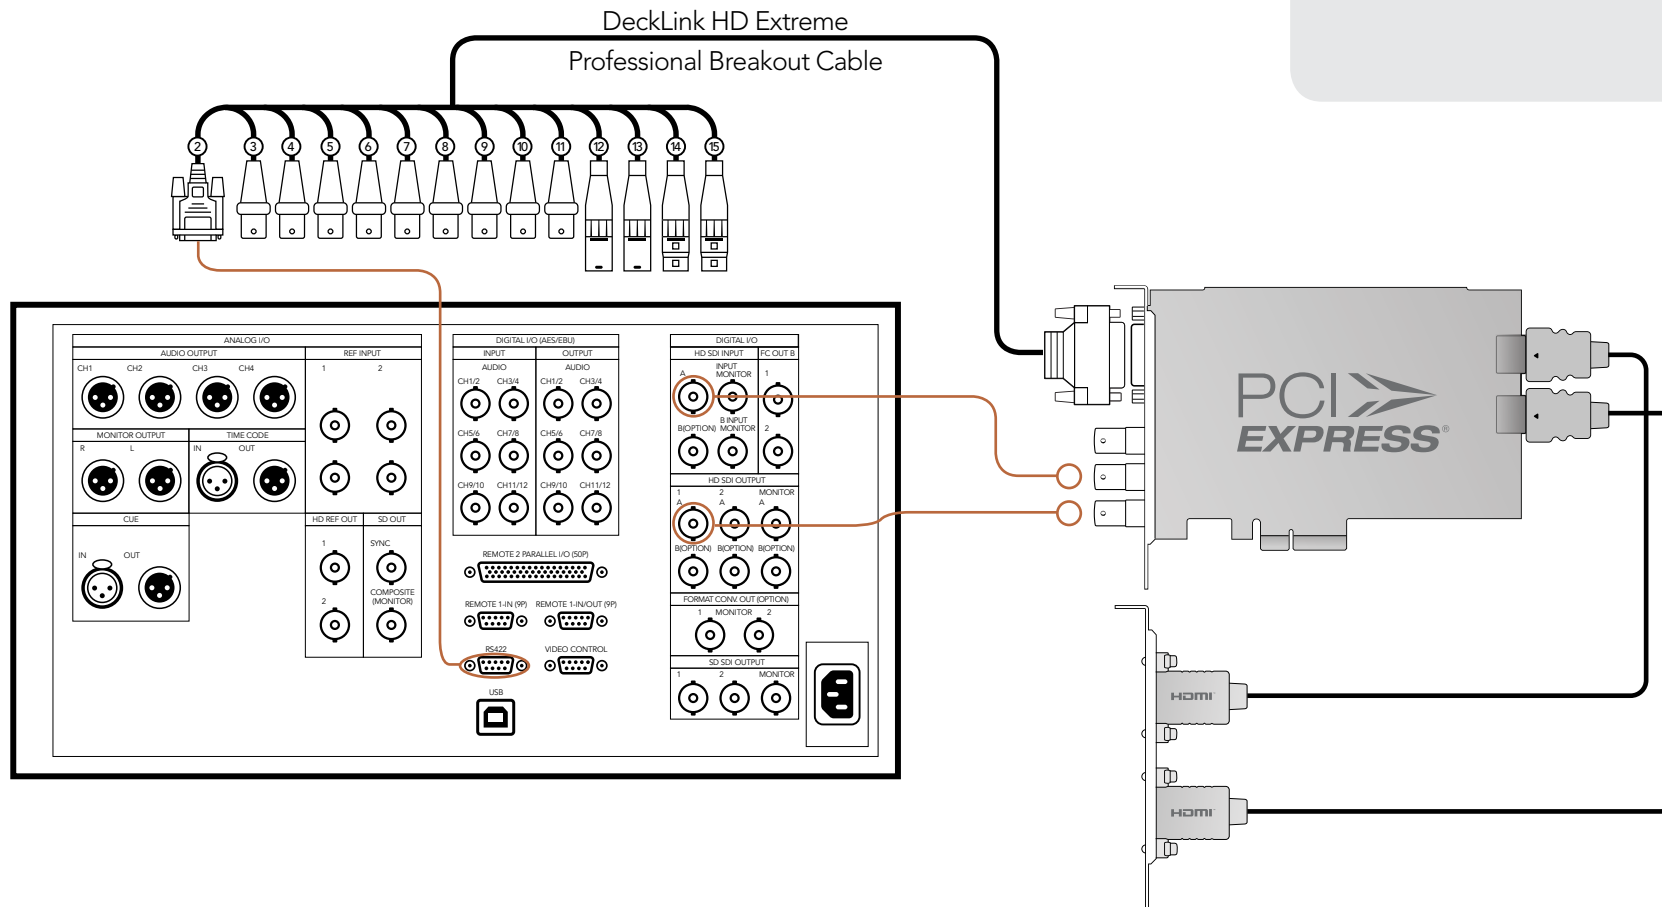 DeckLink HD Extreme
Professional Breakout Cable
2 3 4 5 6 7 8 9 10 11 12 13 14 15
ANALOG I/O
AUDIO OUTPUT
REF INPUT
CH1 CH2 CH3 CH4
1 2
MONITOR OUTPUT
TIME CODE
R L
IN OUT
CUE
IN OUT
HD REF OUT
1
2
SD OUT
SYNC
COMPOSITE
(MONITOR)
DIGITAL I/O (AES/EBU)
INPUT OUTPUT
AUDIO AUDIO
CH1/2 CH3/4 CH1/2 CH3/4
CH5/6 CH7/8 CH5/6 CH7/8
CH9/10 CH11/12 CH9/10 CH11/12
REMOTE 2 PARALLEL I/O (50P)
REMOTE 1-IN (9P) REMOTE 1-IN/OUT (9P)
RS422 VIDEO CONTROL
USB
DIGITAL I/O
HD SDI INPUT FC OUT B
A
INPUT
MONITOR
1
B(OPTION)
B INPUT
MONITOR
2
HD SDI OUTPUT
1 2 MONITOR
A A A
B(OPTION) B(OPTION) B(OPTION)
FORMAT CONV. OUT (OPTION)
1 MONITOR 2
SD SDI OUTPUT
1 2 MONITOR
PCI
EXPRESS®
HDMI
HDMI